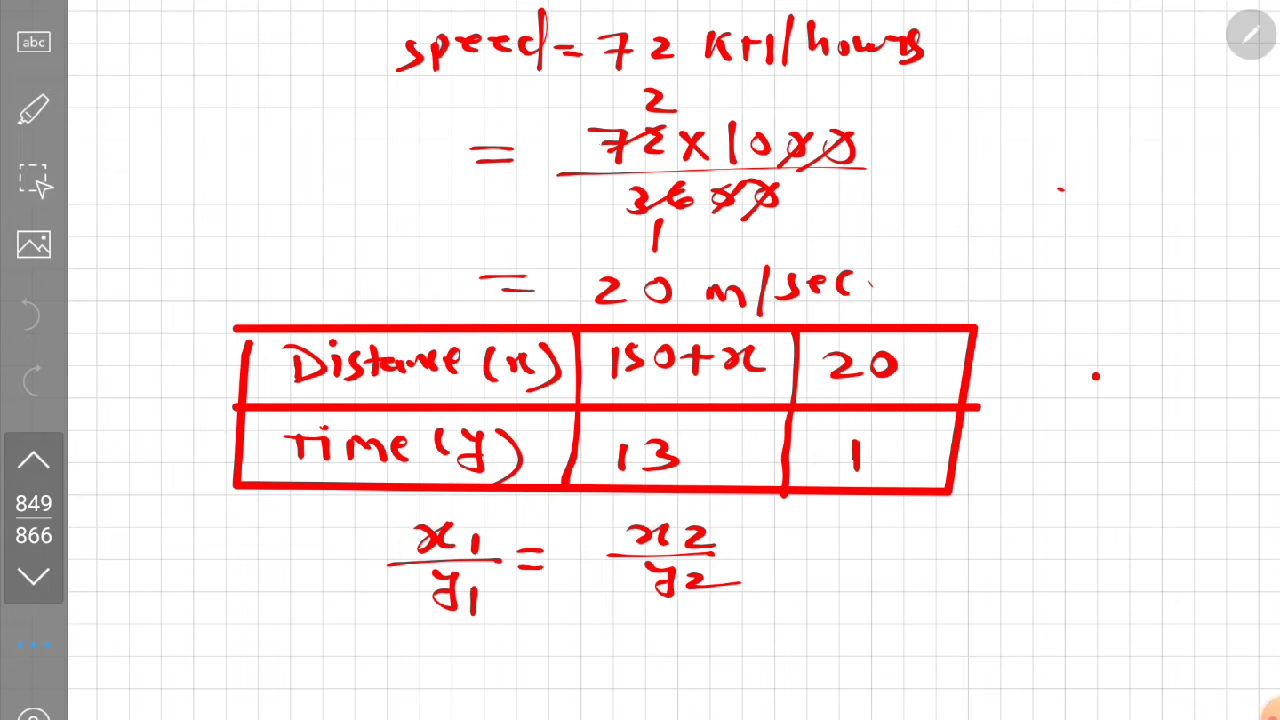 abc
speed = 72 KM/hours
2
= 72 x 1000
3600
1
= 20 m/sec.
Distance (x) 150+x 20
Time (y) 13 1
849
866
x1 = x2
y1 y2